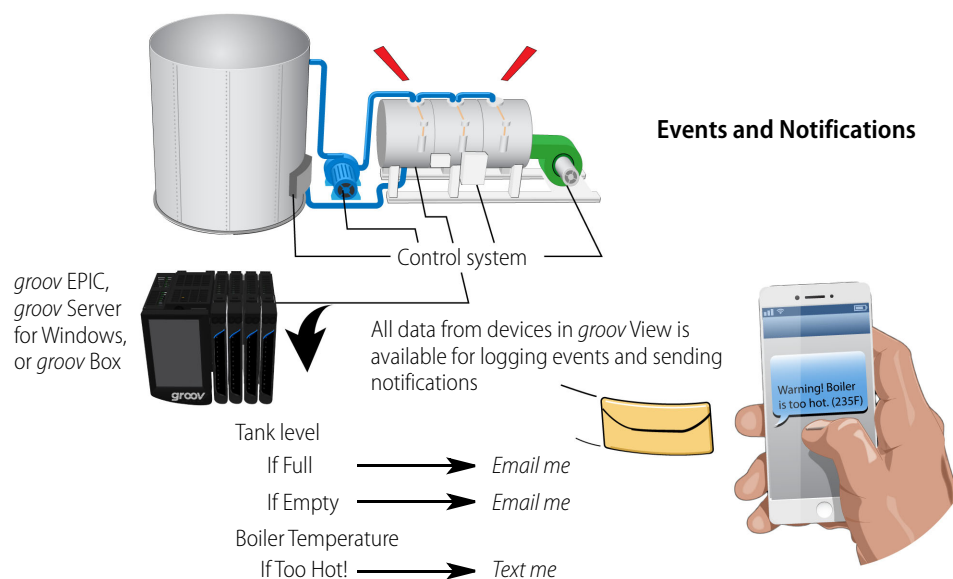 Events and Notifications
Control system
groov EPIC,
groov Server
for Windows,
or groov Box
groov
All data from devices in groov View is
available for logging events and sending
notifications
Warning! Boiler
is too hot. (235F)
Tank level
If Full
Email me
If Empty
Email me
Boiler Temperature
If Too Hot!
Text me